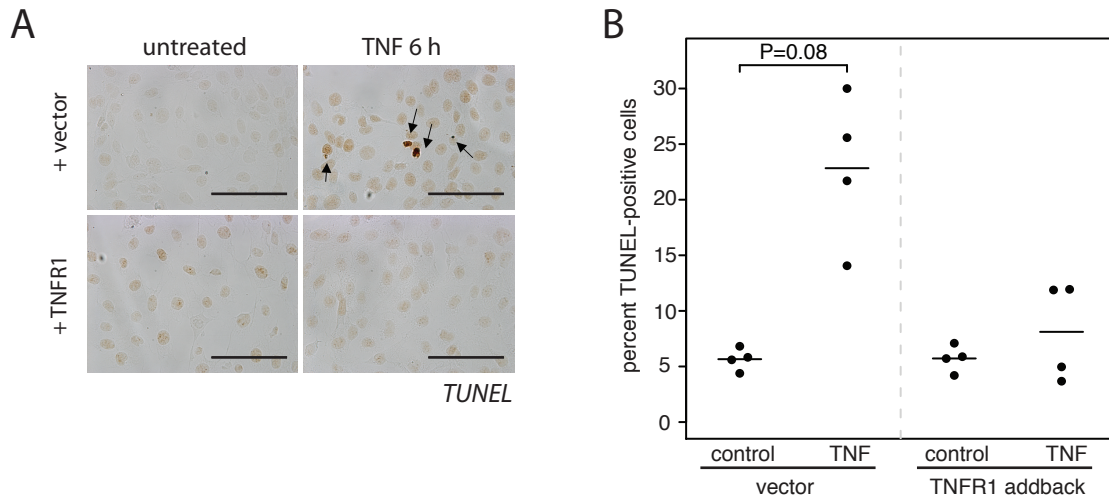 A
untreated
TNF 6 h
+ vector
+TNFR1
TUNEL
B
P=0.08
percent TUNEL-positive cells
30
25
20
15
10
5
0
control
TNF
control
TNF
vector
TNFR1 addback